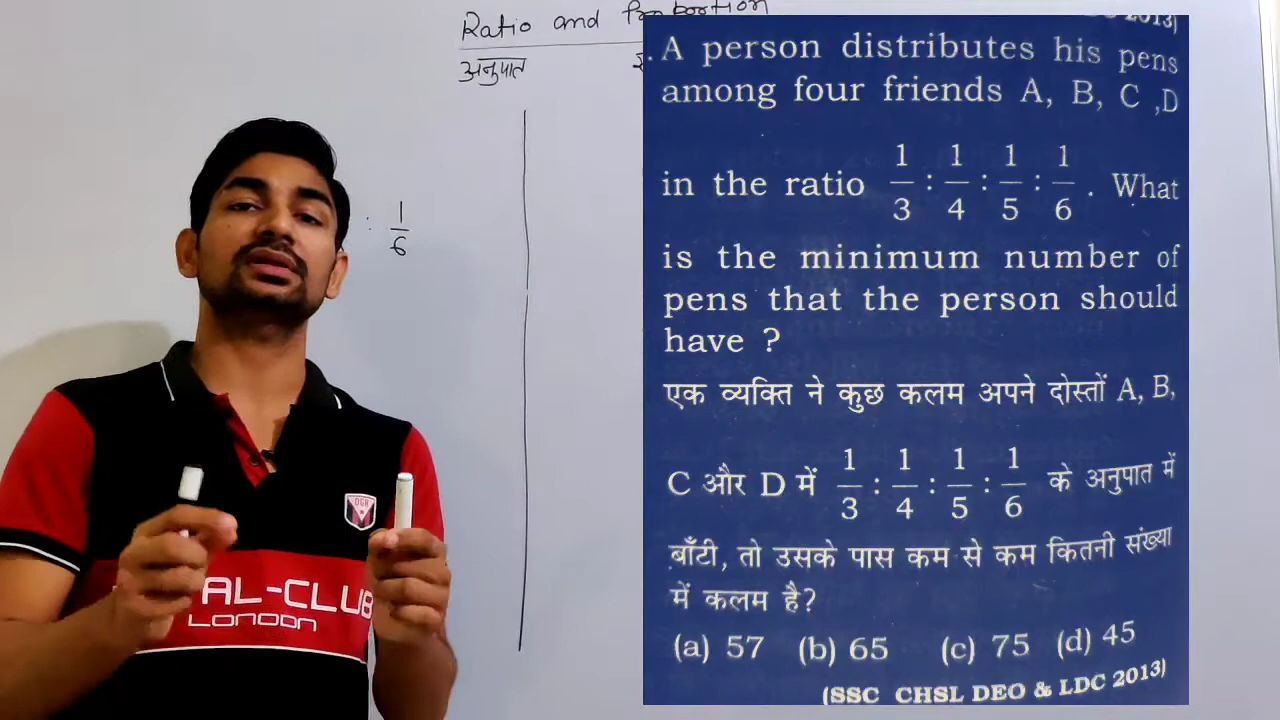 Ratio and Proportion
अनुपात
: 1/6
AL-CLUB
LONDON
2013)
. A person distributes his pens
among four friends A, B, C ,D
in the ratio 1/3 : 1/4 : 1/5 : 1/6 . What
is the minimum number of
pens that the person should
have ?
एक व्यक्ति ने कुछ कलम अपने दोस्तों A, B,
C और D में 1/3 : 1/4 : 1/5 : 1/6 के अनुपात में
बाँटी, तो उसके पास कम से कम कितनी संख्या
में कलम है?
(a) 57 (b) 65 (c) 75 (d) 45
(SSC CHSL DEO & LDC 2013)